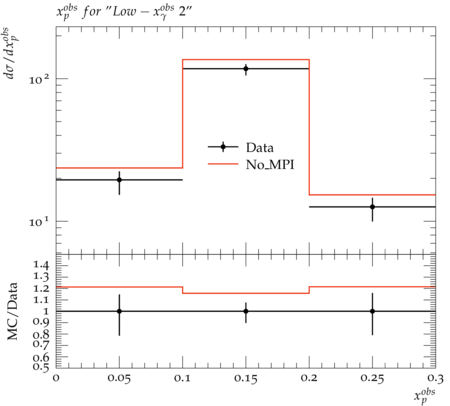 x_p^{obs} for "Low − x_γ^{obs} 2"
dσ/dx_p^{obs}
10^2
Data
No_MPI
10^1
MC/Data
1.4
1.3
1.2
1.1
1
0.9
0.8
0.7
0.6
0.5
0 0.05 0.1 0.15 0.2 0.25 0.3
x_p^{obs}